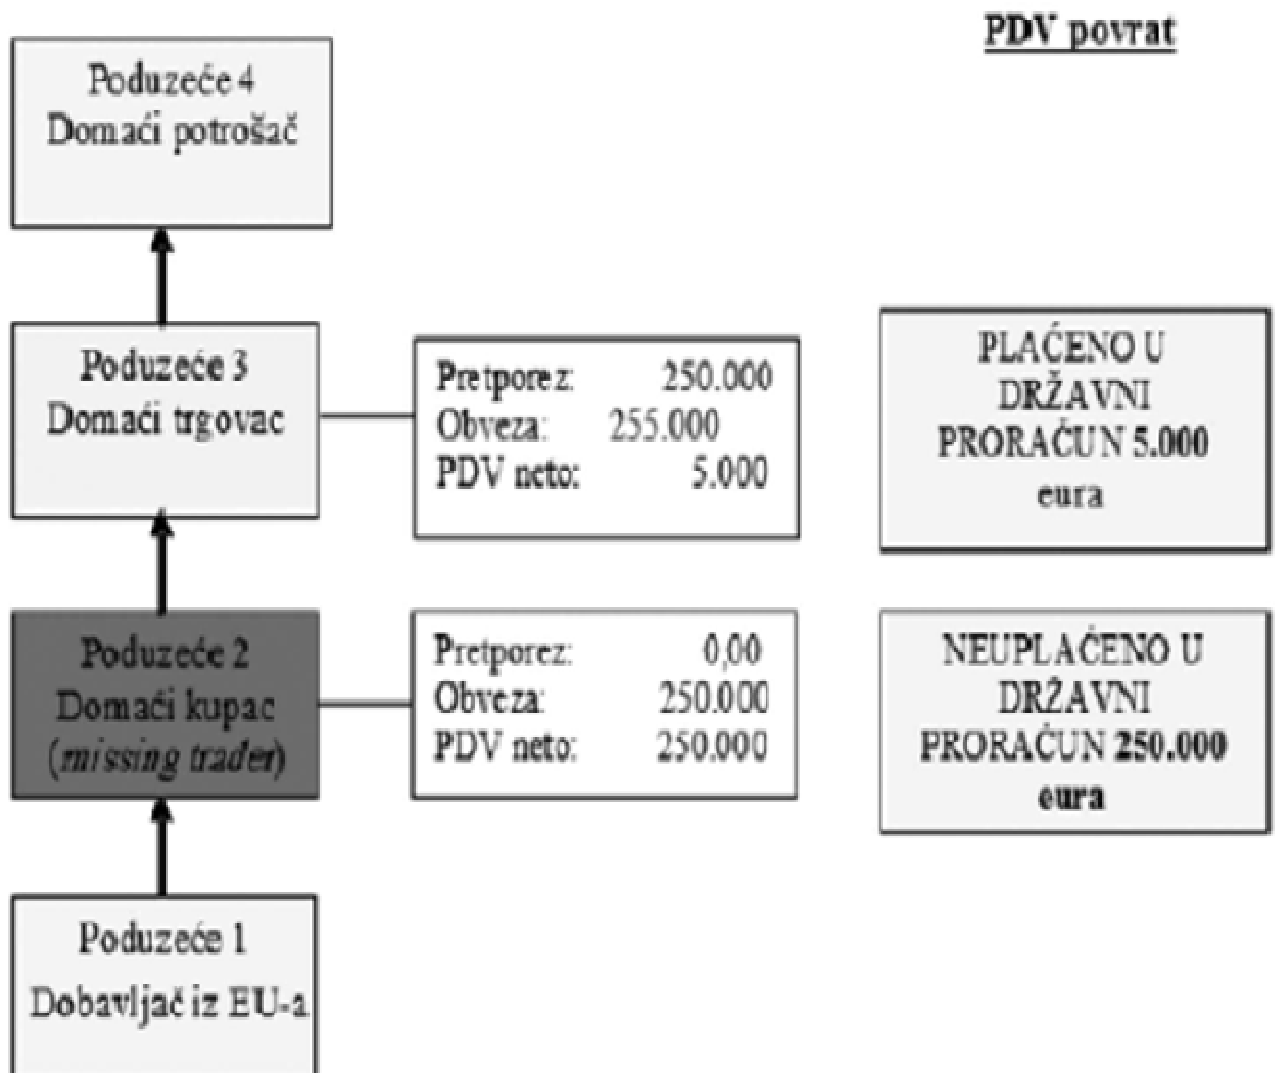 PDV povrat
Poduzeće 4
Domaći potrošač
Poduzeće 3
Domaći trgovac
Pretporez: 250.000
Obveza: 255.000
PDV neto: 5.000
PLAĆENO U
DRŽAVNI
PRORAČUN 5.000
eura
Poduzeće 2
Domaći kupac
(missing trader)
Pretporez: 0,00
Obveza: 250.000
PDV neto: 250.000
NEUPLAĆENO U
DRŽAVNI
PRORAČUN 250.000
eura
Poduzeće 1
Dobavljač iz EU-a